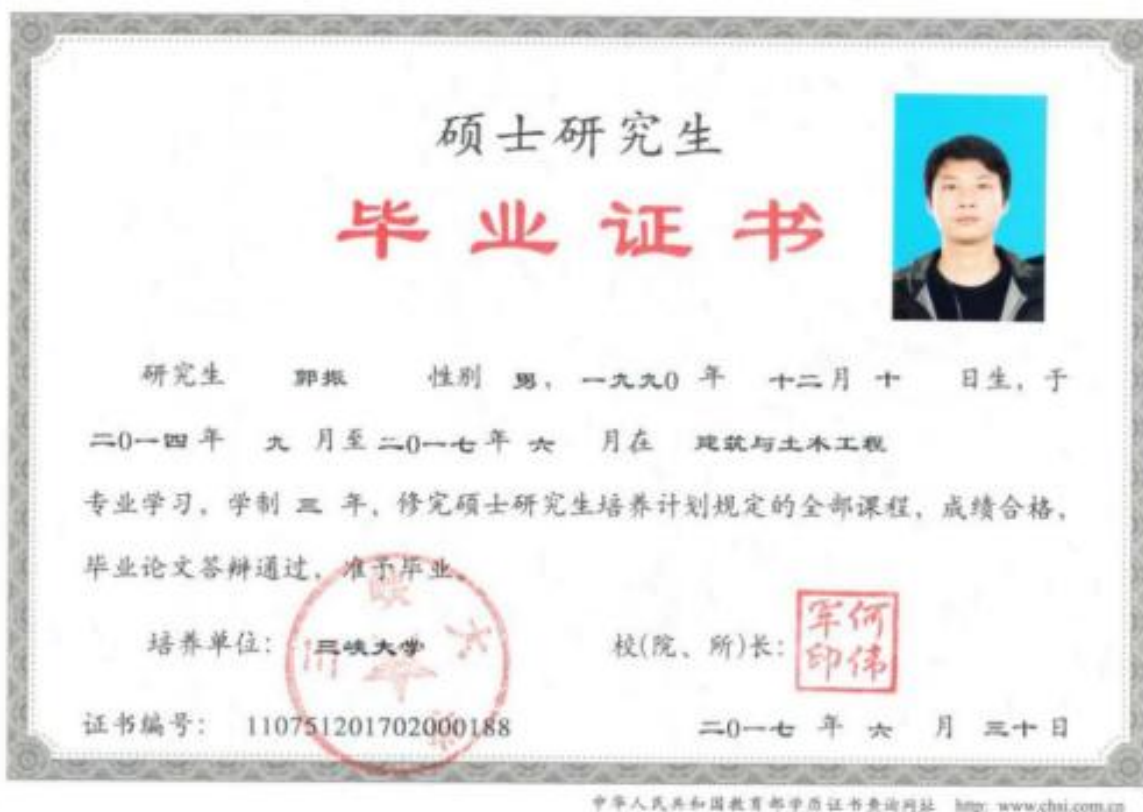 硕士研究生
毕业证书
研究生 郭振 性别 男，一九九0 年 十二月 十 日生，于
二0一四 年 九 月至 二0一七 年 六 月在 建筑与土木工程
专业学习，学制 三 年，修完硕士研究生培养计划规定的全部课程，成绩合格，
毕业论文答辩通过，准予毕业。
培养单位： 三峡大学 校(院、所)长： 何伟军印
证书编号： 110751201702000188 二0一七 年 六 月 三十日
三峡大学
中华人民共和国教育部学历证书查询网址 http: www.chsi.com.cn